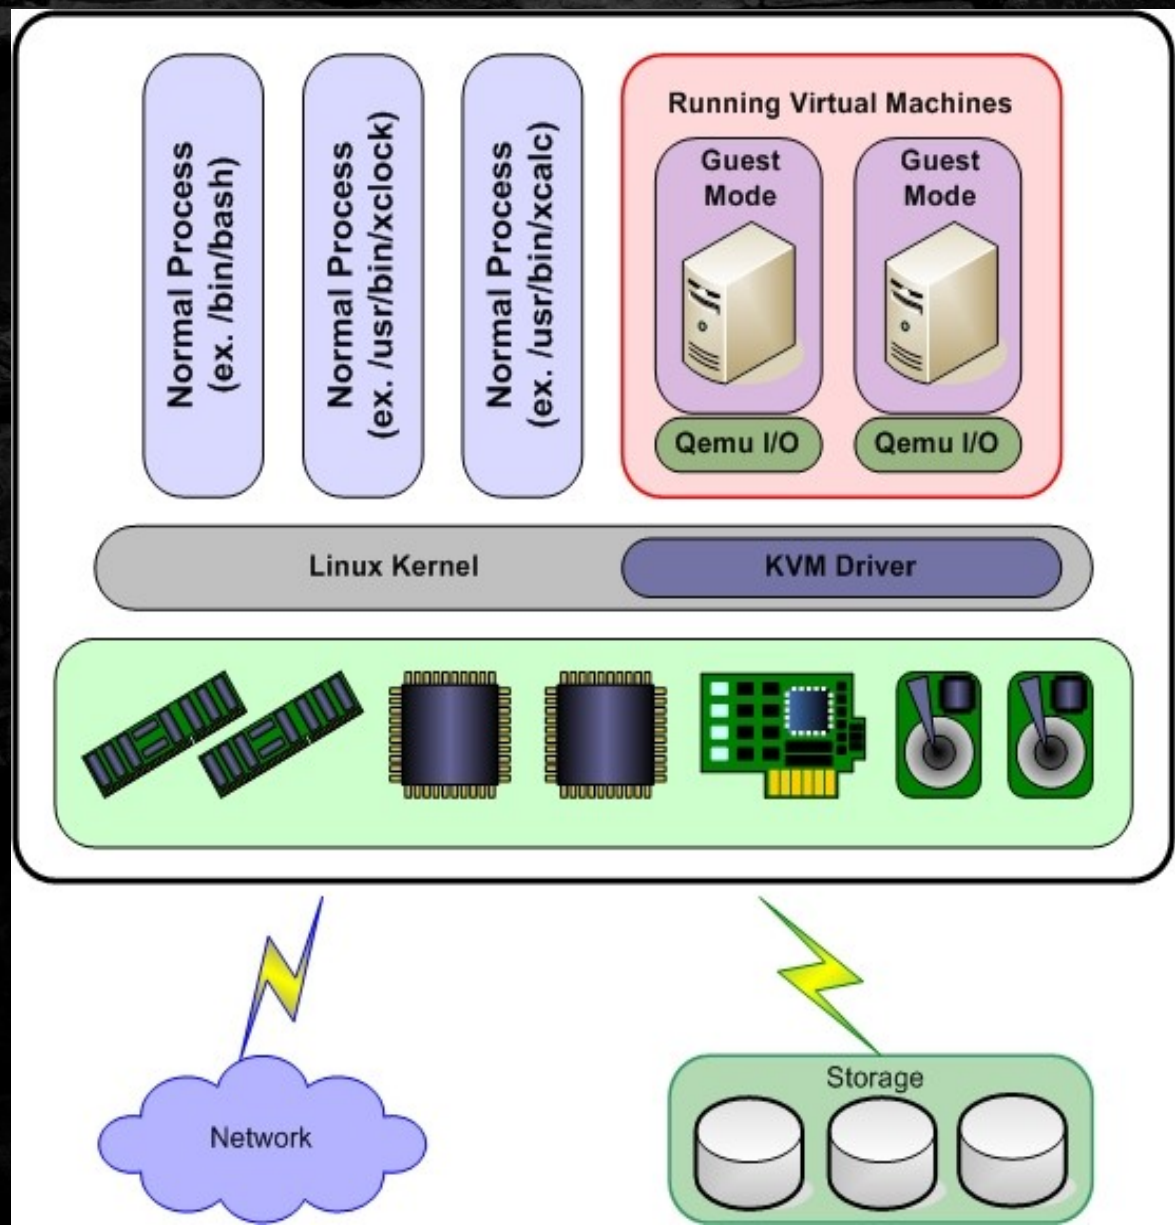 Normal Process
(ex. /bin/bash)
Normal Process
(ex. /usr/bin/xclock)
Normal Process
(ex. /usr/bin/xcalc)
Running Virtual Machines
Guest
Mode
Qemu I/O
Guest
Mode
Qemu I/O
Linux Kernel
KVM Driver
Network
Storage